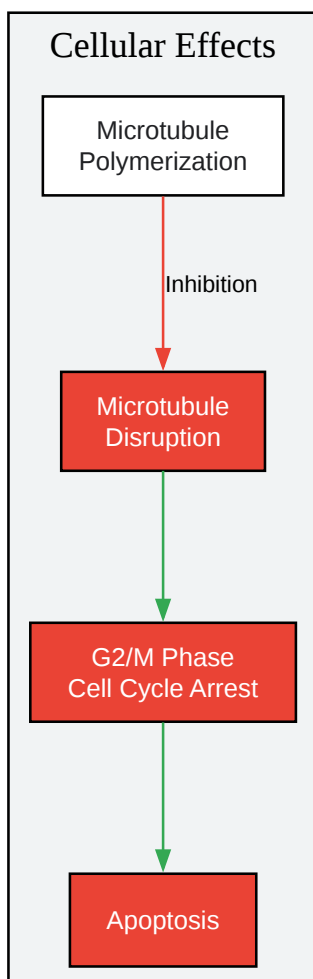 Cellular Effects
Microtubule
Polymerization
Inhibition
Microtubule
Disruption
G2/M Phase
Cell Cycle Arrest
Apoptosis